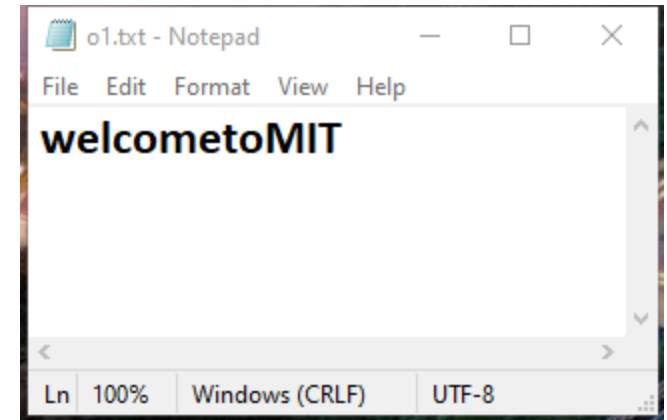 o1.txt - Notepad
File Edit Format View Help
welcometoMIT
Ln 100% Windows (CRLF) UTF-8